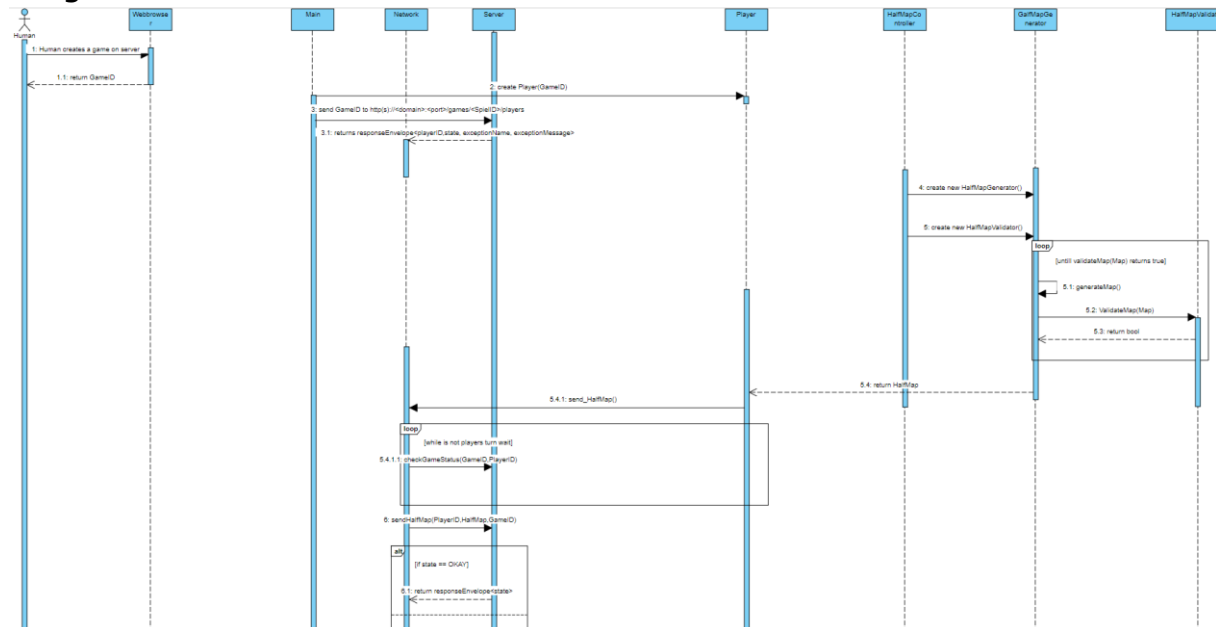 Human
Webbrowse
r
Main
Network
Server
Player
HalfMapCo
ntroller
GalfMapGe
nerator
HalfMapValidat
1: Human creates a game on server
1.1: return GameID
2: create Player(GameID)
3: send GameID to http(s)://<domain>:<port>/games/<SpielID>/players
3.1: returns responseEnvelope<playerID,state, exceptionName, exceptionMessage>
4: create new HalfMapGenerator()
5: create new HalfMapValidator()
loop
[untill validateMap(Map) returns true]
5.1: generateMap()
5.2: ValidateMap(Map)
5.3: return bool
5.4: return HalfMap
5.4.1: send_HalfMap()
loop
[while is not players turn wait]
5.4.1.1: checkGameStatus(GameID,PlayerID)
6: sendHalfMap(PlayerID,HalfMap,GameID)
alt
[if state == OKAY]
6.1: return responseEnvelope<state>